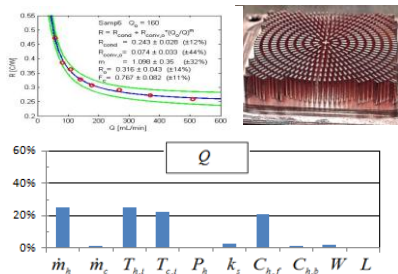 Samp6 Q₀ = 160
R = R_cond + R_conv,o*(Q₀/Q)^m
R_cond = 0.243 ± 0.028 (±12%)
R_conv,o = 0.074 ± 0.033 (±44%)
m = 1.098 ± 0.35 (±32%)
R₀ = 0.316 ± 0.043 (±14%)
F₀ = 0.767 ± 0.082 (±11%)
0.55
0.5
0.45
0.4
0.35
0.3
0.25
0.2
0 100 200 300 400 500 600
Q [mL/min]
60%
40%
20%
0%
Q
ṁ_h ṁ_c T_h,i T_c,i P_h k_s C_h,f C_h,b W L